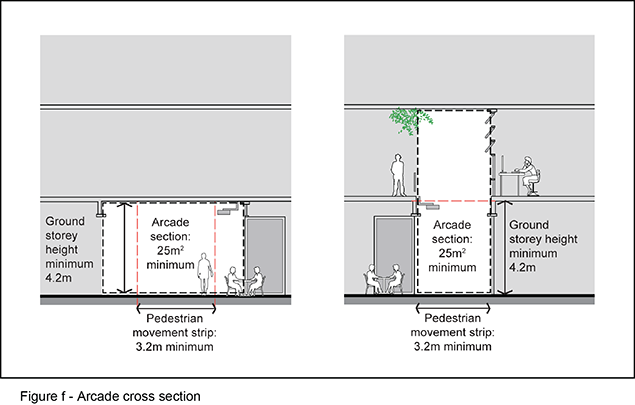 Ground
storey
height
minimum
4.2m
Arcade
section:
25m²
minimum
Pedestrian
movement strip:
3.2m minimum
Arcade
section:
25m²
minimum
Ground
storey height
minimum
4.2m
Pedestrian
movement strip:
3.2m minimum
Figure f - Arcade cross section